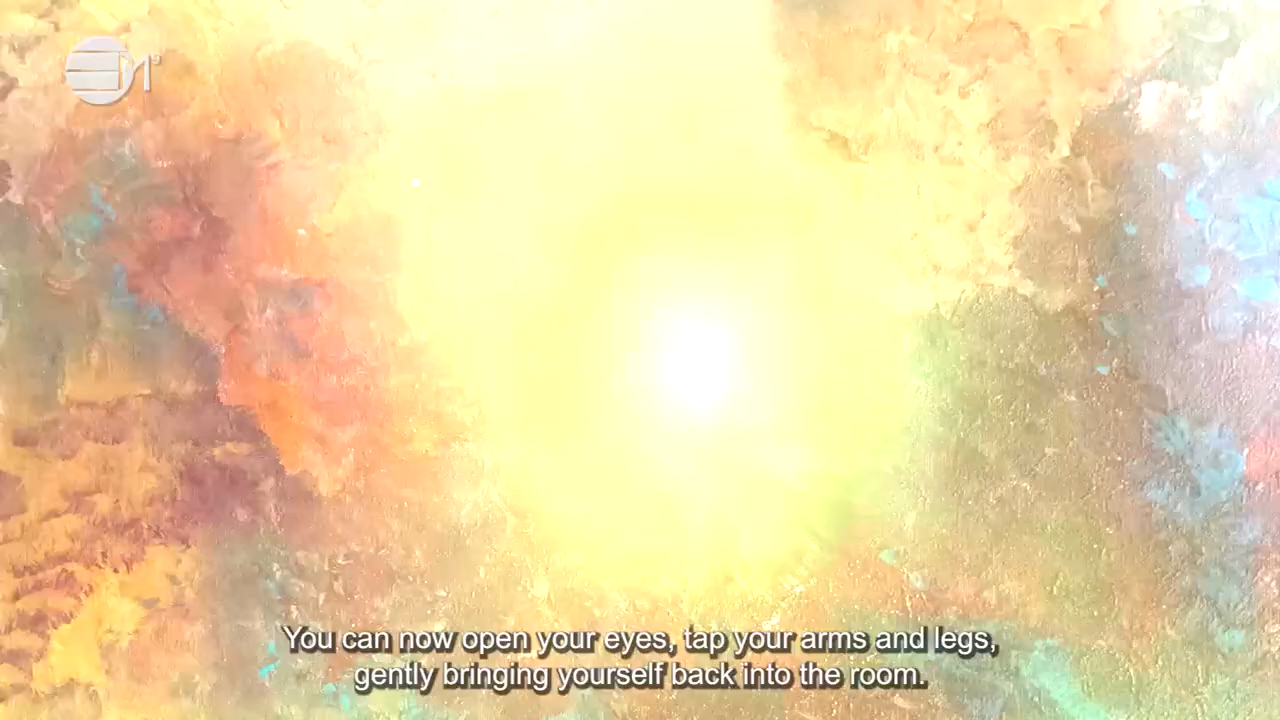 You can now open your eyes, tap your arms and legs,
gently bringing yourself back into the room.